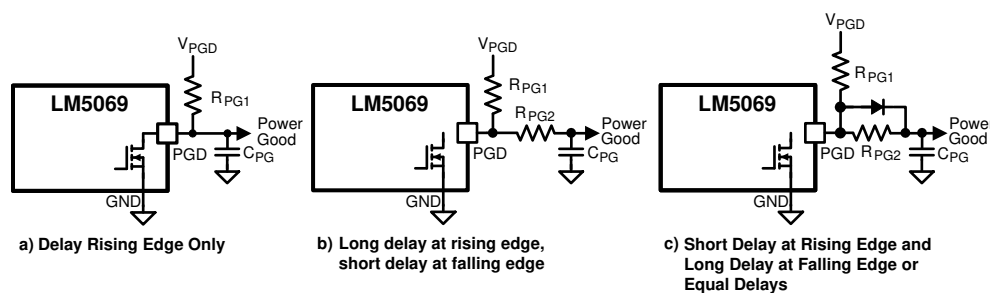 VPGD
RPG1
LM5069
PGD
CPG
Power
Good
GND
a) Delay Rising Edge Only
VPGD
RPG1
LM5069
RPG2
PGD
CPG
Power
Good
GND
b) Long delay at rising edge,
short delay at falling edge
VPGD
RPG1
LM5069
PGD
RPG2
CPG
Power
Good
GND
c) Short Delay at Rising Edge and
Long Delay at Falling Edge or
Equal Delays